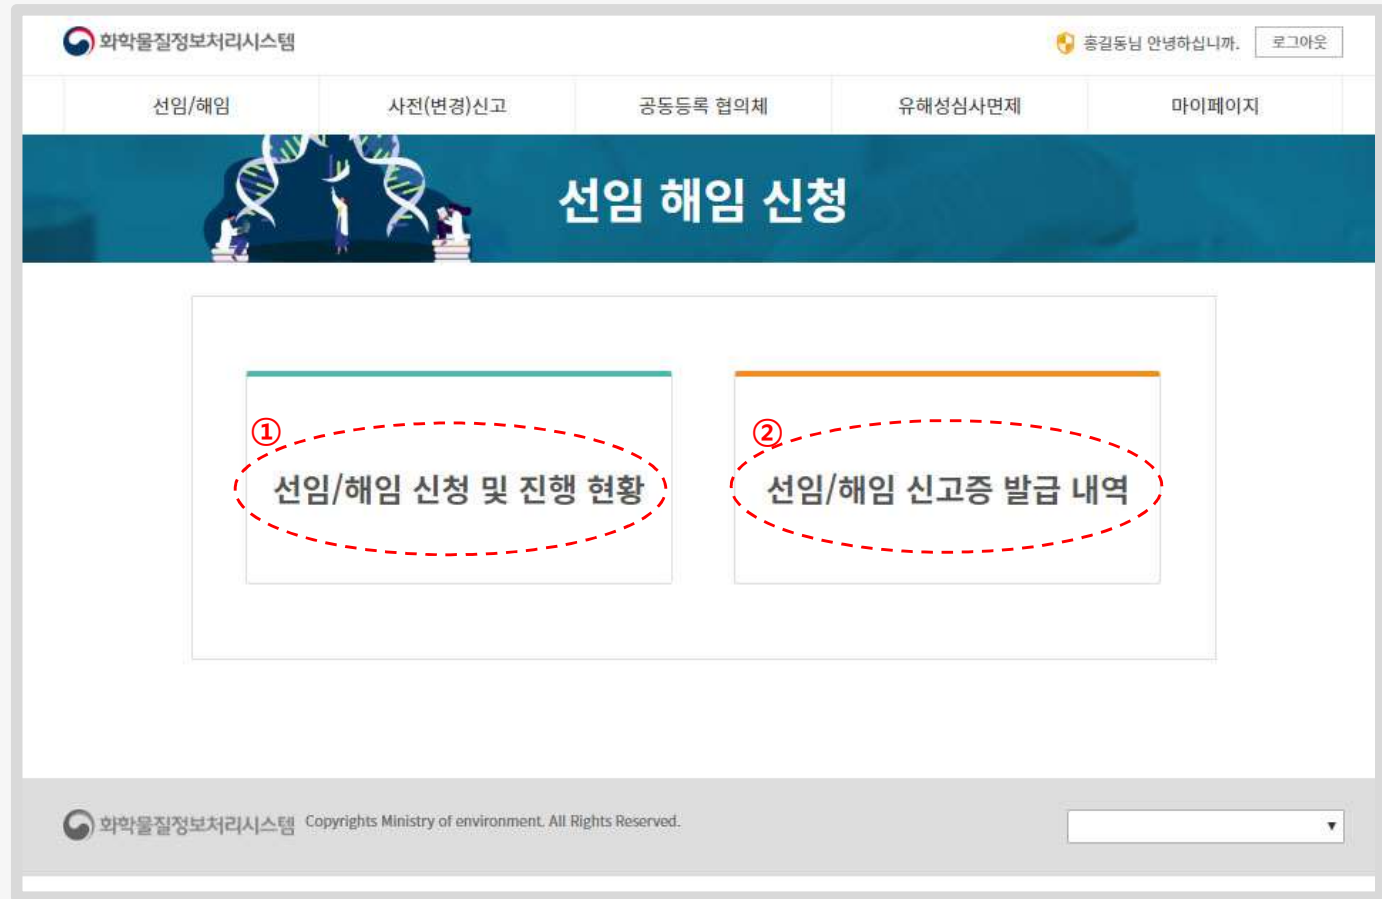 화학물질정보처리시스템
홍길동님 안녕하십니까. 로그아웃
선임/해임 사전(변경)신고 공동등록 협의체 유해성심사면제 마이페이지
선임 해임 신청
①
선임/해임 신청 및 진행 현황
②
선임/해임 신고증 발급 내역
화학물질정보처리시스템 Copyrights Ministry of environment. All Rights Reserved.